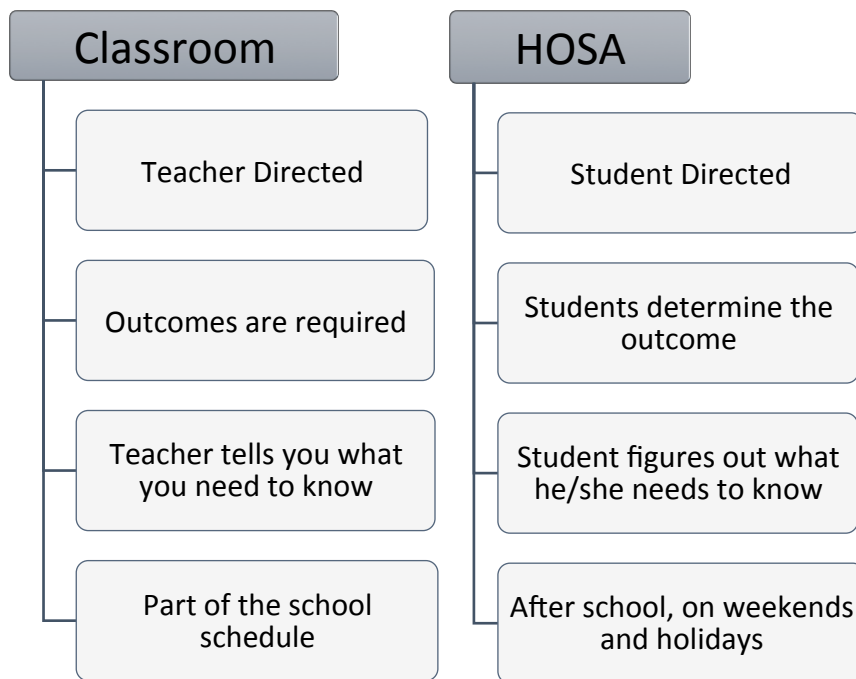 Classroom
Teacher Directed
Outcomes are required
Teacher tells you what
you need to know
Part of the school
schedule
HOSA
Student Directed
Students determine the
outcome
Student figures out what
he/she needs to know
After school, on weekends
and holidays